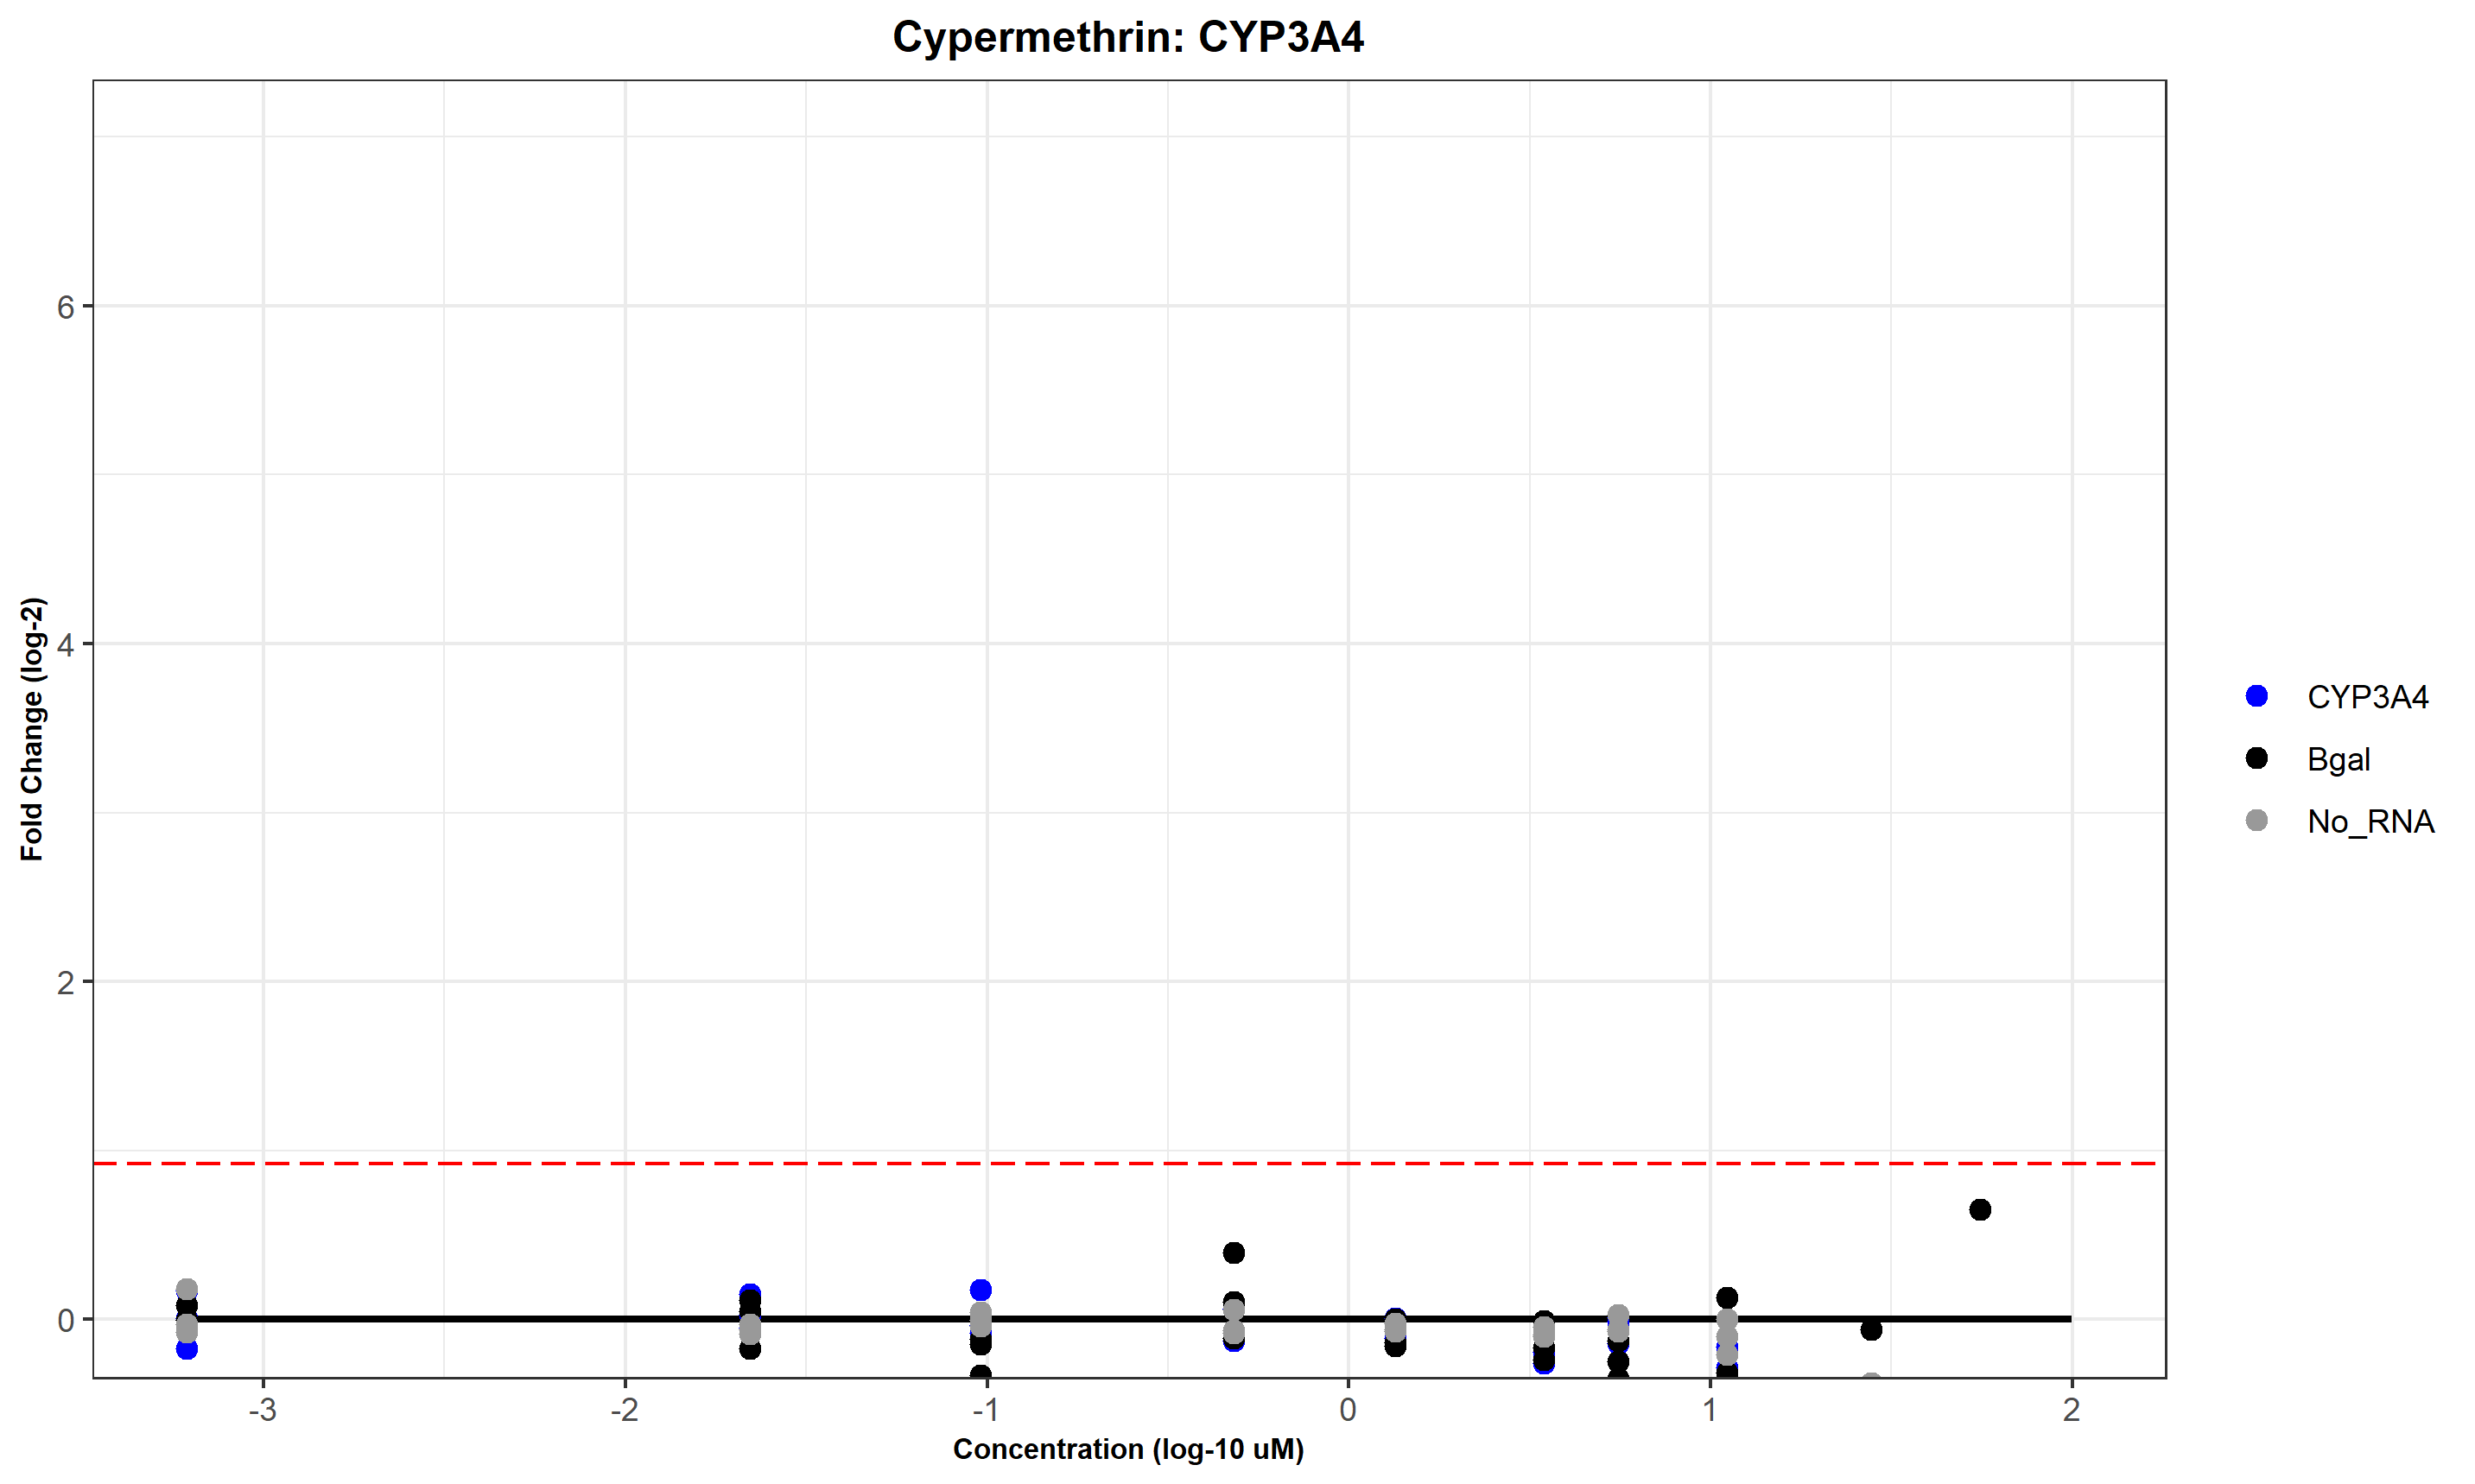 Cypermethrin: CYP3A4
Fold Change (log-2)
6
4
2
0
-3
-2
-1
0
1
2
Concentration (log-10 uM)
CYP3A4
Bgal
No_RNA